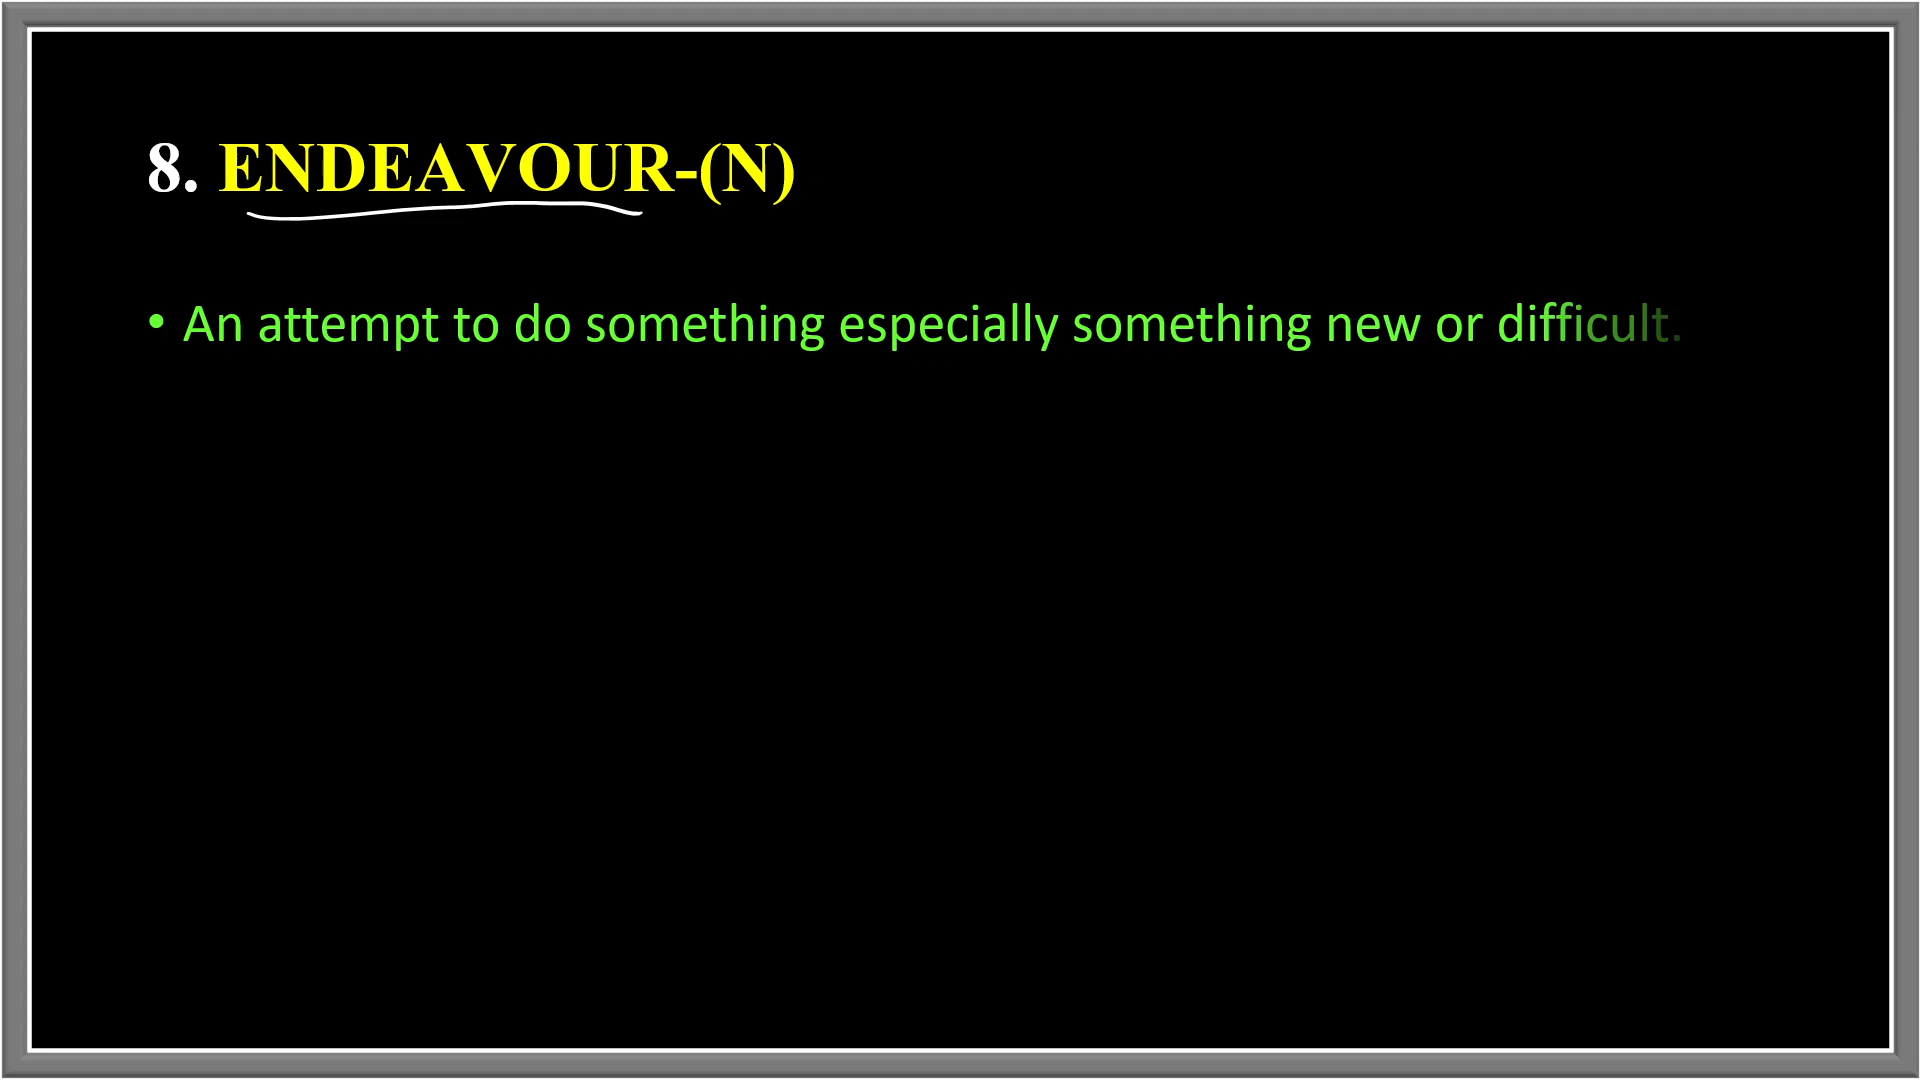 8. ENDEAVOUR-(N)
• An attempt to do something especially something new or difficult.